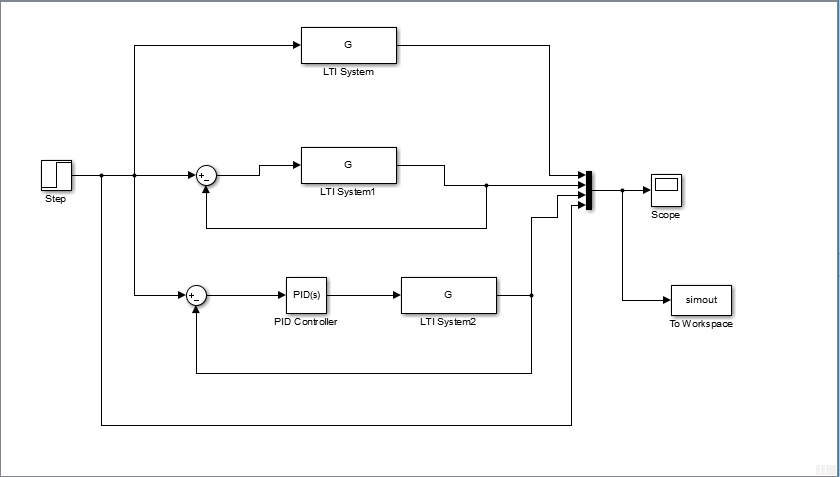 G
LTI System
G
LTI System1
Step
Scope
PID(s)
G
simout
PID Controller
LTI System2
To Workspace